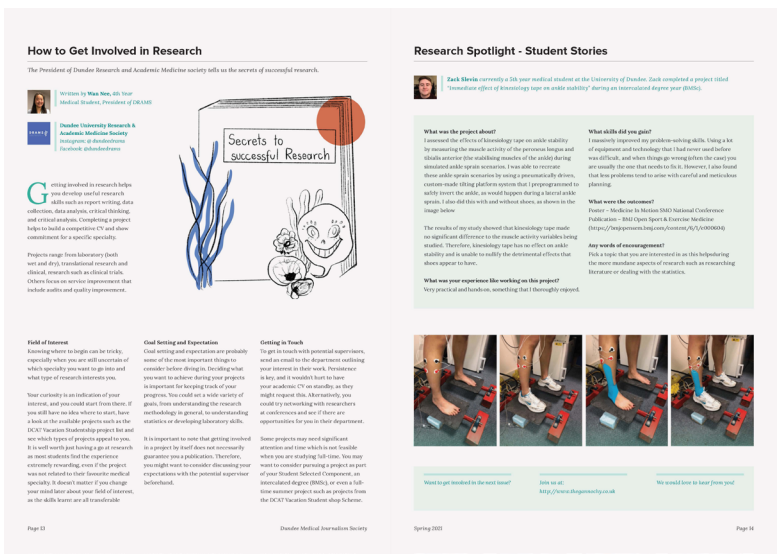 How to Get Involved in Research
The President of Dundee Research and Academic Medicine society tells us the secrets of successful research.
Written by Wan Nee, 4th Year
Medical Student, President of DRAMS
DRAMS
Dundee University Research &
Academic Medicine Society
Instagram: @dundeedrams
Facebook: @dundeedrams
Secrets to
successful Research
Getting involved in research helps
you develop useful research
skills such as report writing, data
collection, data analysis, critical thinking,
and critical analysis. Completing a project
helps to build a competitive CV and show
commitment for a specific specialty.
Projects range from laboratory (both
wet and dry), translational research and
clinical, research such as clinical trials.
Others focus on service improvement that
include audits and quality improvement.
Field of Interest
Knowing where to begin can be tricky,
especially when you are still uncertain of
which specialty you want to go into and
what type of research interests you.
Your curiosity is an indication of your
interest, and you could start from there. If
you still have no idea where to start, have
a look at the available projects such as the
DCAT Vacation Studentship project list and
see which types of projects appeal to you.
It is well worth just having a go at research
as most students find the experience
extremely rewarding, even if the project
was not related to their favourite medical
specialty. It doesn't matter if you change
your mind later about your field of interest,
as the skills learnt are all transferable
Goal Setting and Expectation
Goal setting and expectation are probably
some of the most important things to
consider before diving in. Deciding what
you want to achieve during your projects
is important for keeping track of your
progress. You could set a wide variety of
goals, from understanding the research
methodology in general, to understanding
statistics or developing laboratory skills.
It is important to note that getting involved
in a project by itself does not necessarily
guarantee you a publication. Therefore,
you might want to consider discussing your
expectations with the potential supervisor
beforehand.
Getting in Touch
To get in touch with potential supervisors,
send an email to the department outlining
your interest in their work. Persistence
is key, and it wouldn't hurt to have
your academic CV on standby, as they
might request this. Alternatively, you
could try networking with researchers
at conferences and see if there are
opportunities for you in their department.
Some projects may need significant
attention and time which is not feasible
when you are studying full-time. You may
want to consider pursuing a project as part
of your Student Selected Component, an
intercalated degree (BMSc), or even a full-
time summer project such as projects from
the DCAT Vacation Student shop Scheme.
Page 13
Dundee Medical Journalism Society
Research Spotlight - Student Stories
Zack Slevin currently a 5th year medical student at the University of Dundee. Zack completed a project titled
"Immediate effect of kinesiology tape on ankle stability" during an intercalated degree year (BMSc).
What was the project about?
I assessed the effects of kinesiology tape on ankle stability
by measuring the muscle activity of the peroneus longus and
tibialis anterior (the stabilising muscles of the ankle) during
simulated ankle sprain scenarios. I was able to recreate
these ankle sprain scenarios by using a pneumatically driven,
custom-made tilting platform system that I preprogrammed to
safely invert the ankle, as would happen during a lateral ankle
sprain. I also did this with and without shoes, as shown in the
image below
The results of my study showed that kinesiology tape made
no significant difference to the muscle activity variables being
studied. Therefore, kinesiology tape has no effect on ankle
stability and is unable to nullify the detrimental effects that
shoes appear to have.
What was your experience like working on this project?
Very practical and hands on, something that I thoroughly enjoyed.
What skills did you gain?
I massively improved my problem-solving skills. Using a lot
of equipment and technology that I had never used before
was difficult, and when things go wrong (often the case) you
are usually the one that needs to fix it. However, I also found
that less problems tend to arise with careful and meticulous
planning.
What were the outcomes?
Poster – Medicine In Motion SMO National Conference
Publication – BMJ Open Sport & Exercise Medicine
(https://bmjopensem.bmj.com/content/6/1/e000604)
Any words of encouragement?
Pick a topic that you are interested in as this helpsduring
the more mundane aspects of research such as researching
literature or dealing with the statistics.
Want to get involved in the next issue?
Join us at:
http://www.thegannochy.co.uk
We would love to hear from you!
Spring 2021
Page 14